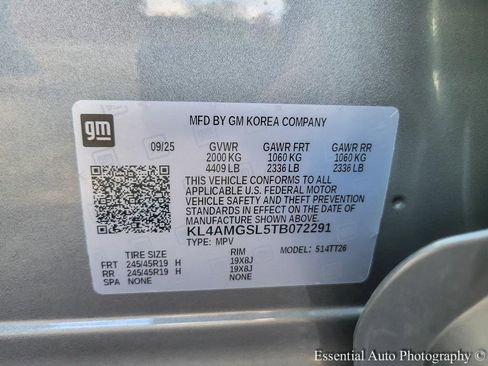 gm
MFD BY GM KOREA COMPANY
09/25 GVWR GAWR FRT GAWR RR
2000 KG 1060 KG 1060 KG
4409 LB 2336 LB 2336 LB
THIS VEHICLE CONFORMS TO ALL
APPLICABLE U.S. FEDERAL MOTOR
VEHICLE SAFETY AND THEFT PREVENTION
STANDARDS IN EFFECT ON THE DATE OF
MANUFACTURE SHOWN ABOVE.
KL4AMGSL5TB072291
TYPE: MPV MODEL: 514TT26
TIRE SIZE RIM
FRT 245/45R19 H 19X8J
RR 245/45R19 H 19X8J
SPA NONE NONE
Essential Auto Photography ©